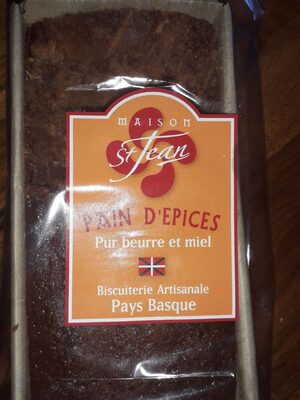 MAISON
St Jean
PAIN D'EPICES
Pur beurre et miel
Biscuiterie Artisanale
Pays Basque